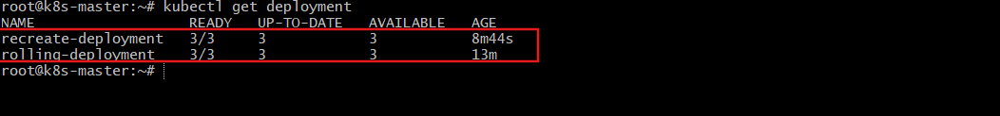 root@k8s-master:~# kubectl get deployment
NAME READY UP-TO-DATE AVAILABLE AGE
recreate-deployment 3/3 3 3 8m44s
rolling-deployment 3/3 3 3 13m
root@k8s-master:~#